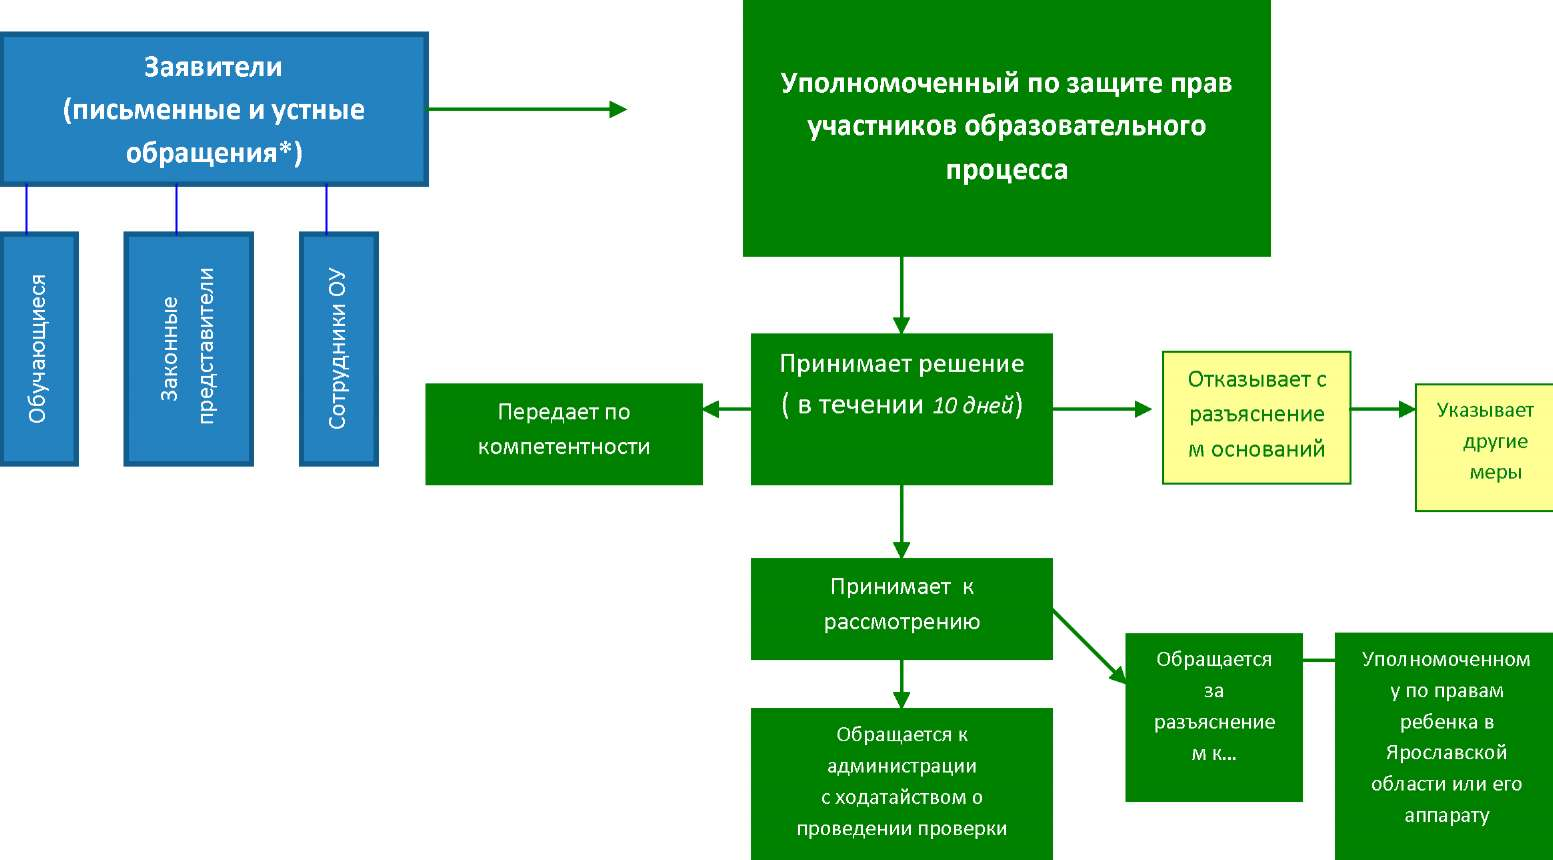 Заявители
(письменные и устные
обращения*)
Уполномоченный по защите прав
участников образовательного
процесса
Обучающиеся
Законные
представители
Сотрудники ОУ
Передает по
компетентности
Принимает решение
( в течении 10 дней)
Отказывает с
разъяснение
м оснований
Указывает
другие
меры
Принимает к
рассмотрению
Обращается к
администрации
с ходатайством о
проведении проверки
Обращается
за
разъяснение
м к...
Уполномоченном
у по правам
ребенка в
Ярославской
области или его
аппарату